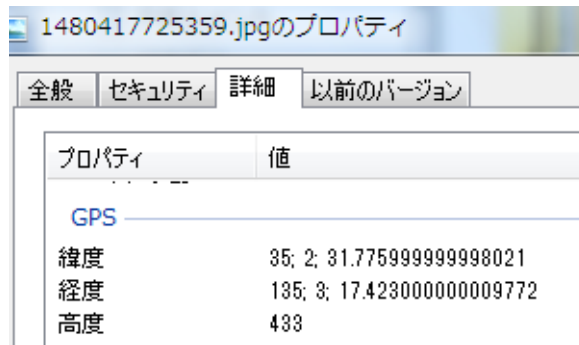 1480417725359.jpgのプロパティ
全般 セキュリティ 詳細 以前のバージョン
プロパティ 値
GPS
緯度 35; 2; 31.775999999998021
経度 135; 3; 17.423000000009772
高度 433